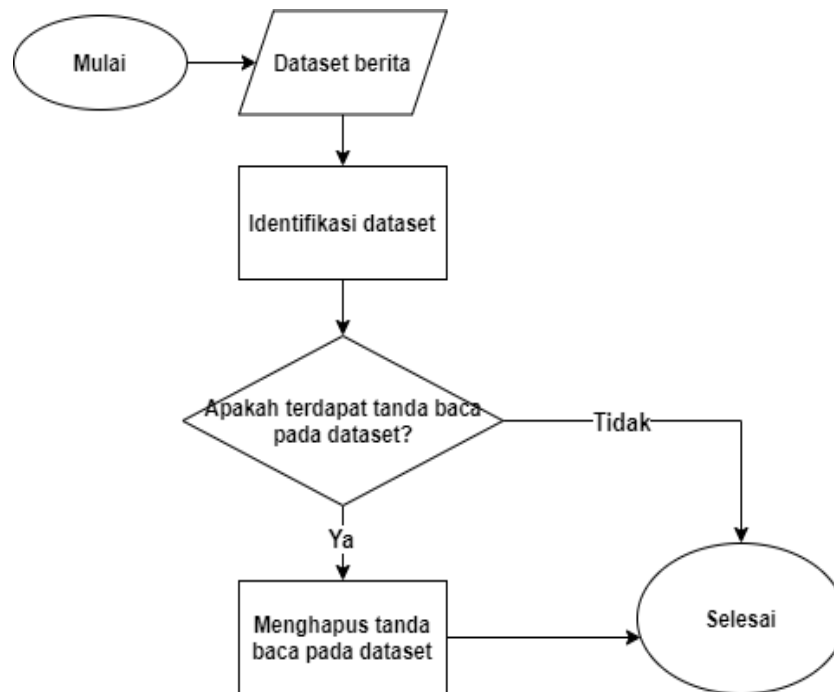 Mulai
Dataset berita
Identifikasi dataset
Apakah terdapat tanda baca
pada dataset?
Tidak
Ya
Menghapus tanda
baca pada dataset
Selesai